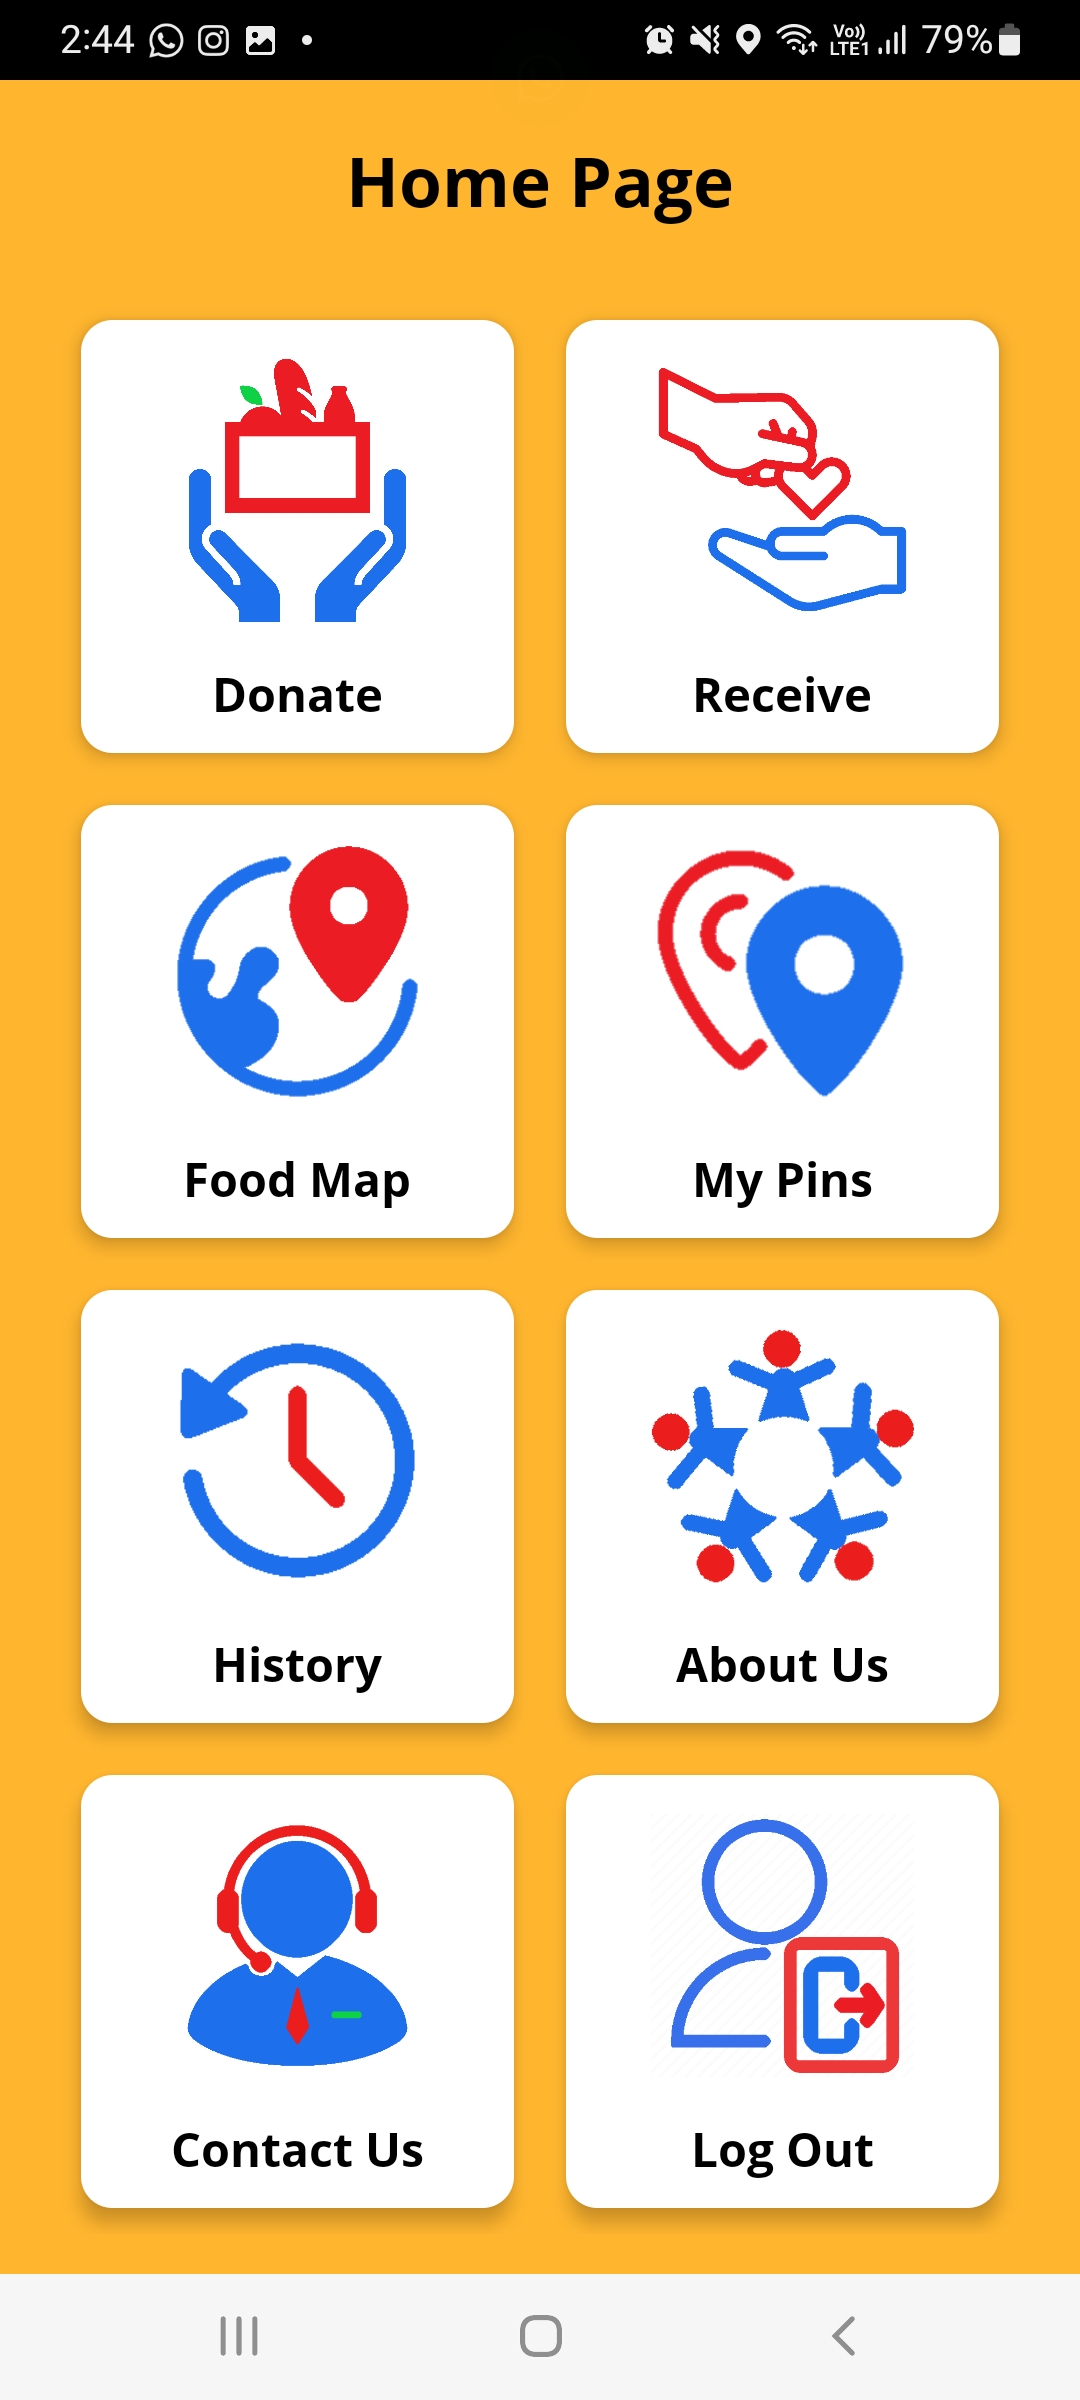 2:44 Vo)) LTE1 79%
Home Page
Donate Receive
Food Map My Pins
History About Us
Contact Us Log Out